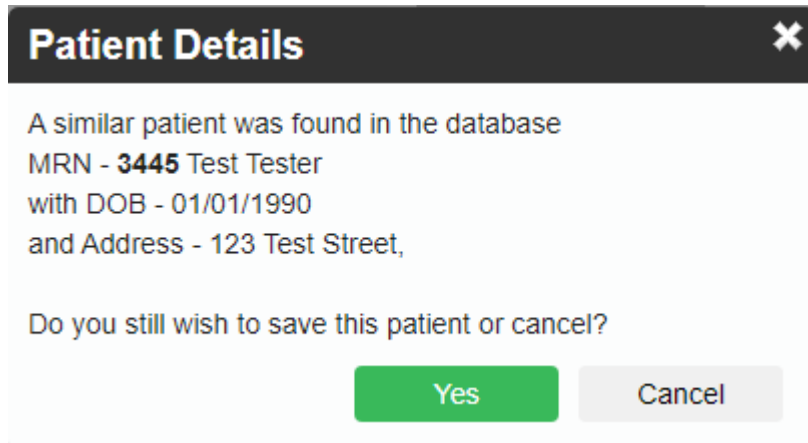 Patient Details
A similar patient was found in the database
MRN - 3445 Test Tester
with DOB - 01/01/1990
and Address - 123 Test Street,
Do you still wish to save this patient or cancel?
Yes Cancel